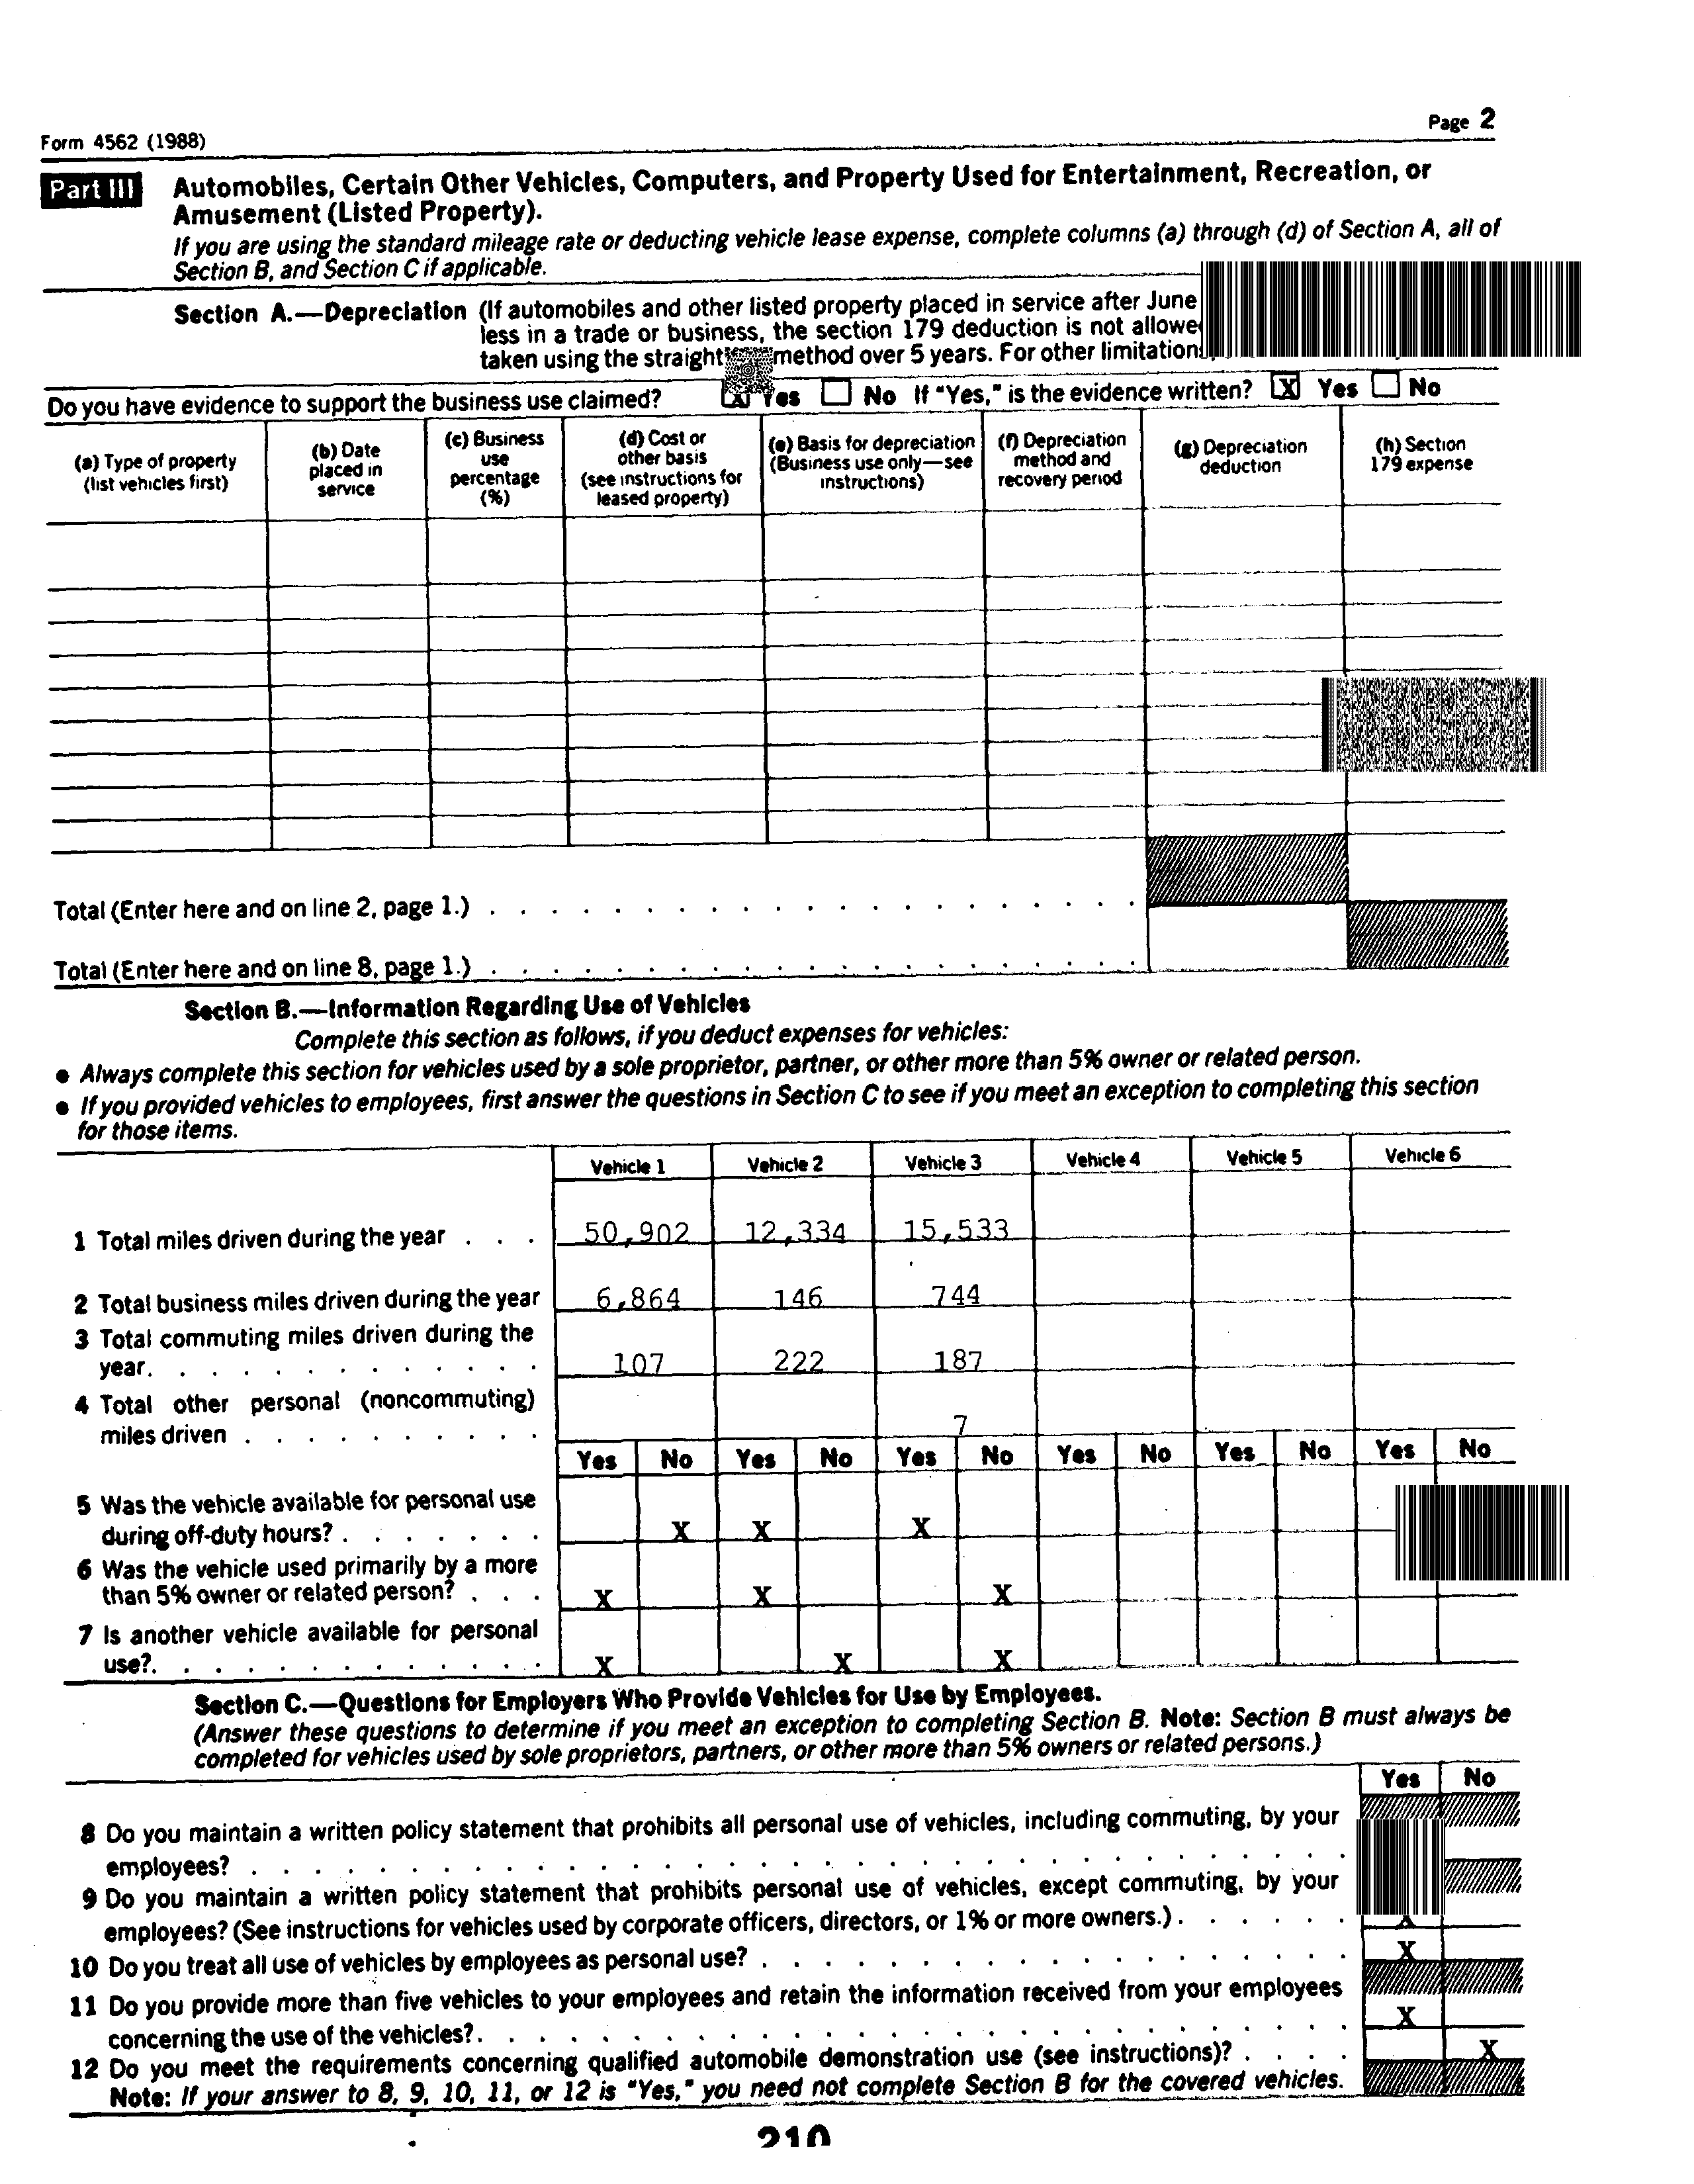 Form 4562 (1988)
Page 2
Part III Automobiles, Certain Other Vehicles, Computers, and Property Used for Entertainment, Recreation, or
Amusement (Listed Property).
If you are using the standard mileage rate or deducting vehicle lease expense, complete columns (a) through (d) of Section A, all of
Section B, and Section C if applicable.
Section A.—Depreciation (If automobiles and other listed property placed in service after June
less in a trade or business, the section 179 deduction is not allowe
taken using the straight method over 5 years. For other limitation
Do you have evidence to support the business use claimed? X Yes No If "Yes," is the evidence written? X Yes No
(a) Type of property
(list vehicles first)
(b) Date
placed in
service
(c) Business
use
percentage
(%)
(d) Cost or
other basis
(see instructions for
leased property)
(e) Basis for depreciation
(Business use only—see
instructions)
(f) Depreciation
method and
recovery period
(g) Depreciation
deduction
(h) Section
179 expense
Total (Enter here and on line 2, page 1.) . . . . . . . . . . . . . . . . . . . . .
Total (Enter here and on line 8, page 1.) . . . . . . . . . . . . . . . . . . . . .
Section B.—Information Regarding Use of Vehicles
Complete this section as follows, if you deduct expenses for vehicles:
● Always complete this section for vehicles used by a sole proprietor, partner, or other more than 5% owner or related person.
● If you provided vehicles to employees, first answer the questions in Section C to see if you meet an exception to completing this section
for those items.
Vehicle 1 Vehicle 2 Vehicle 3 Vehicle 4 Vehicle 5 Vehicle 6
1 Total miles driven during the year . . . 50,902 12,334 15,533
2 Total business miles driven during the year 6,864 146 744
3 Total commuting miles driven during the
year. . . . . . . . . . . . . 107 222 187
4 Total other personal (noncommuting)
miles driven . . . . . . . . . . 7
Yes No Yes No Yes No Yes No Yes No Yes No
5 Was the vehicle available for personal use
during off-duty hours? . . . . . . . X X X
6 Was the vehicle used primarily by a more
than 5% owner or related person? . . . X X X
7 Is another vehicle available for personal
use?. . . . . . . . . . . . . X X X
Section C.—Questions for Employers Who Provide Vehicles for Use by Employees.
(Answer these questions to determine if you meet an exception to completing Section B. Note: Section B must always be
completed for vehicles used by sole proprietors, partners, or other more than 5% owners or related persons.)
Yes No
8 Do you maintain a written policy statement that prohibits all personal use of vehicles, including commuting, by your
employees? . . . . . . . . . . . . . . . . . . . . . . . . . . . . . . . . . .
9 Do you maintain a written policy statement that prohibits personal use of vehicles, except commuting, by your
employees? (See instructions for vehicles used by corporate officers, directors, or 1% or more owners.) . . . . . . X
10 Do you treat all use of vehicles by employees as personal use? . . . . . . . . . . . . . . . . . . X
11 Do you provide more than five vehicles to your employees and retain the information received from your employees
concerning the use of the vehicles?. . . . . . . . . . . . . . . . . . . . . . . . . . . X
12 Do you meet the requirements concerning qualified automobile demonstration use (see instructions)? . . . . X
Note: If your answer to 8, 9, 10, 11, or 12 is "Yes," you need not complete Section B for the covered vehicles.
210